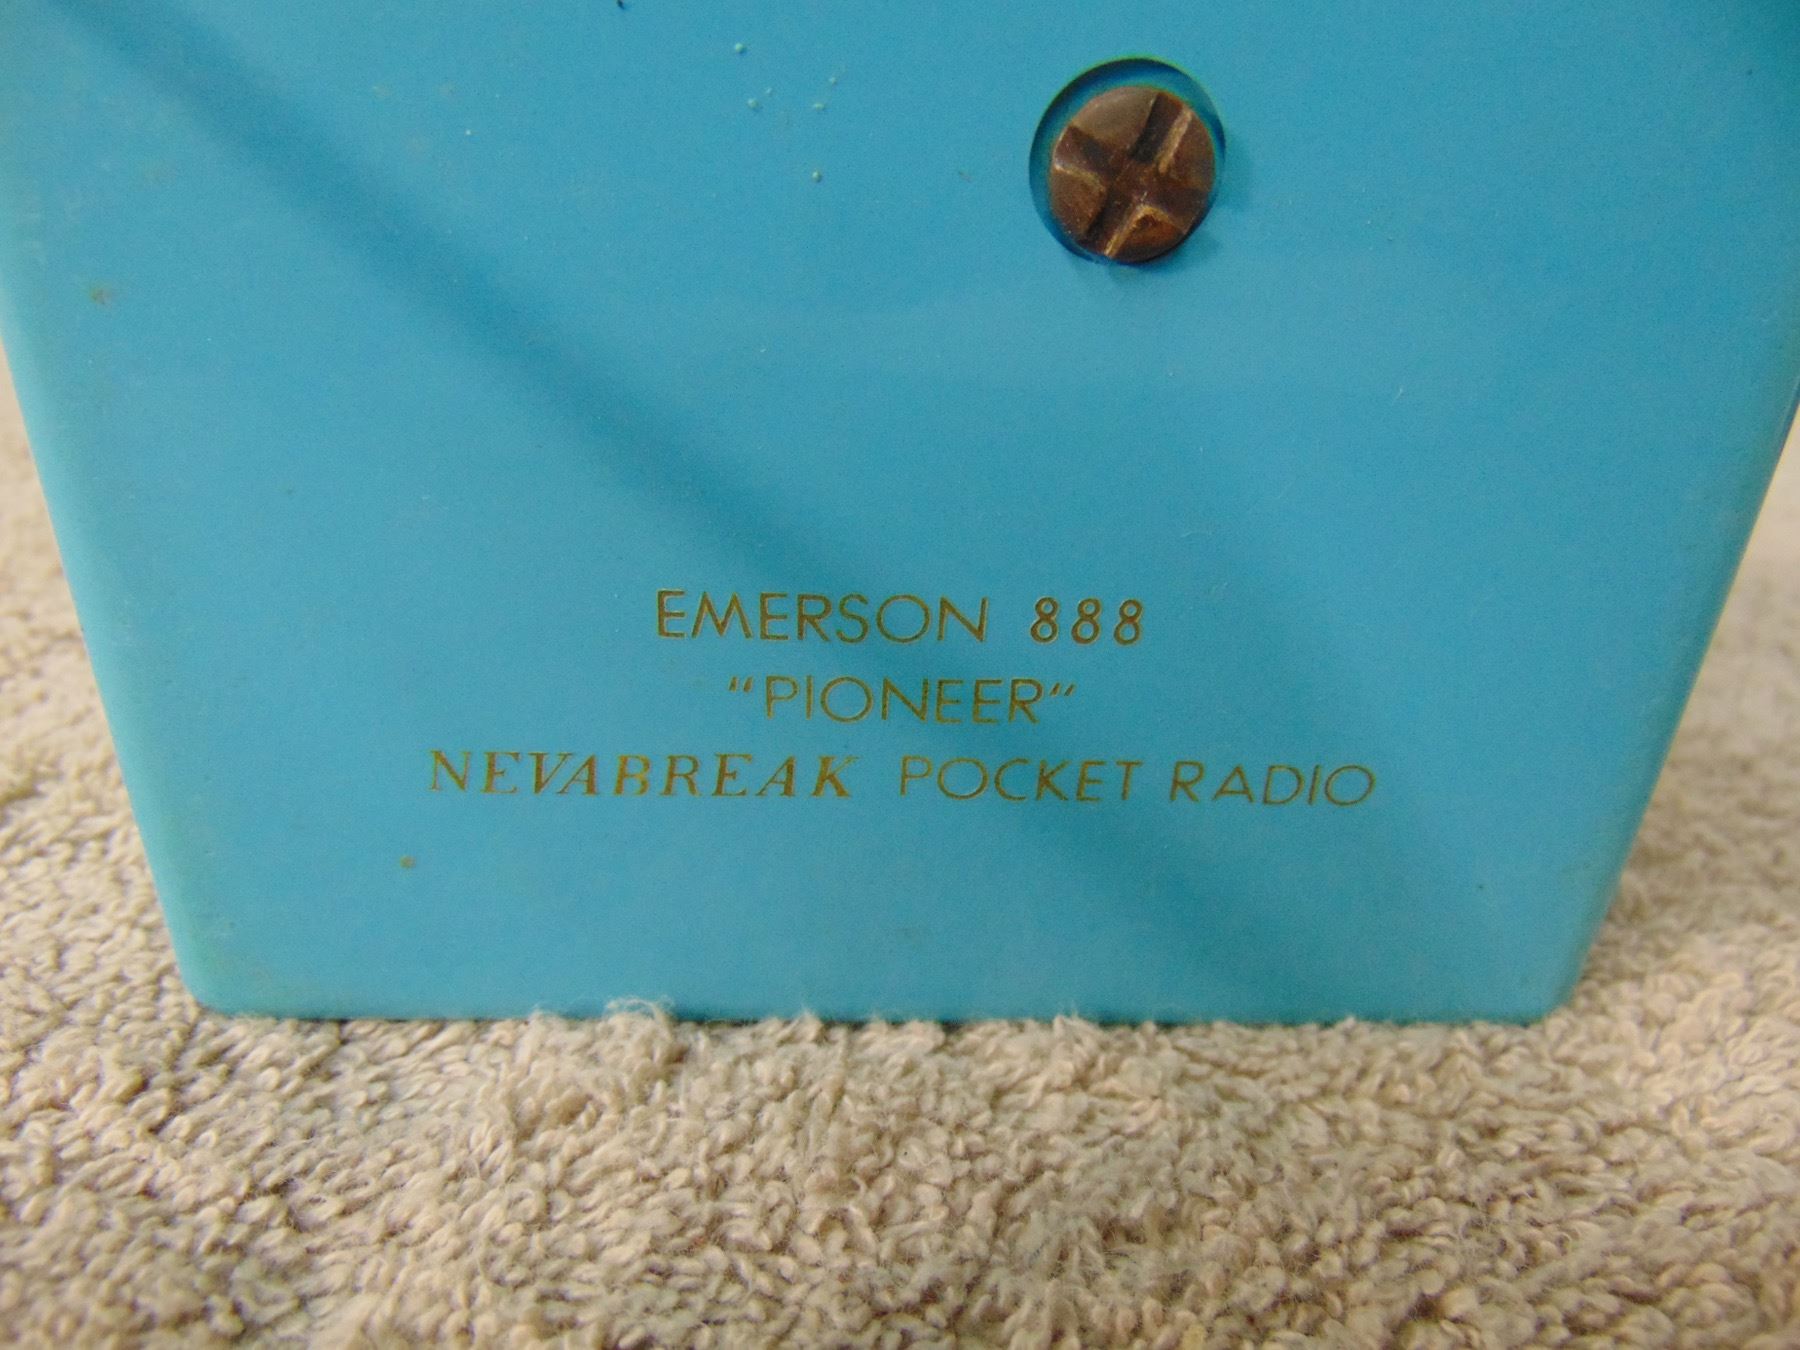 EMERSON 888
"PIONEER"
NEVABREAK POCKET RADIO